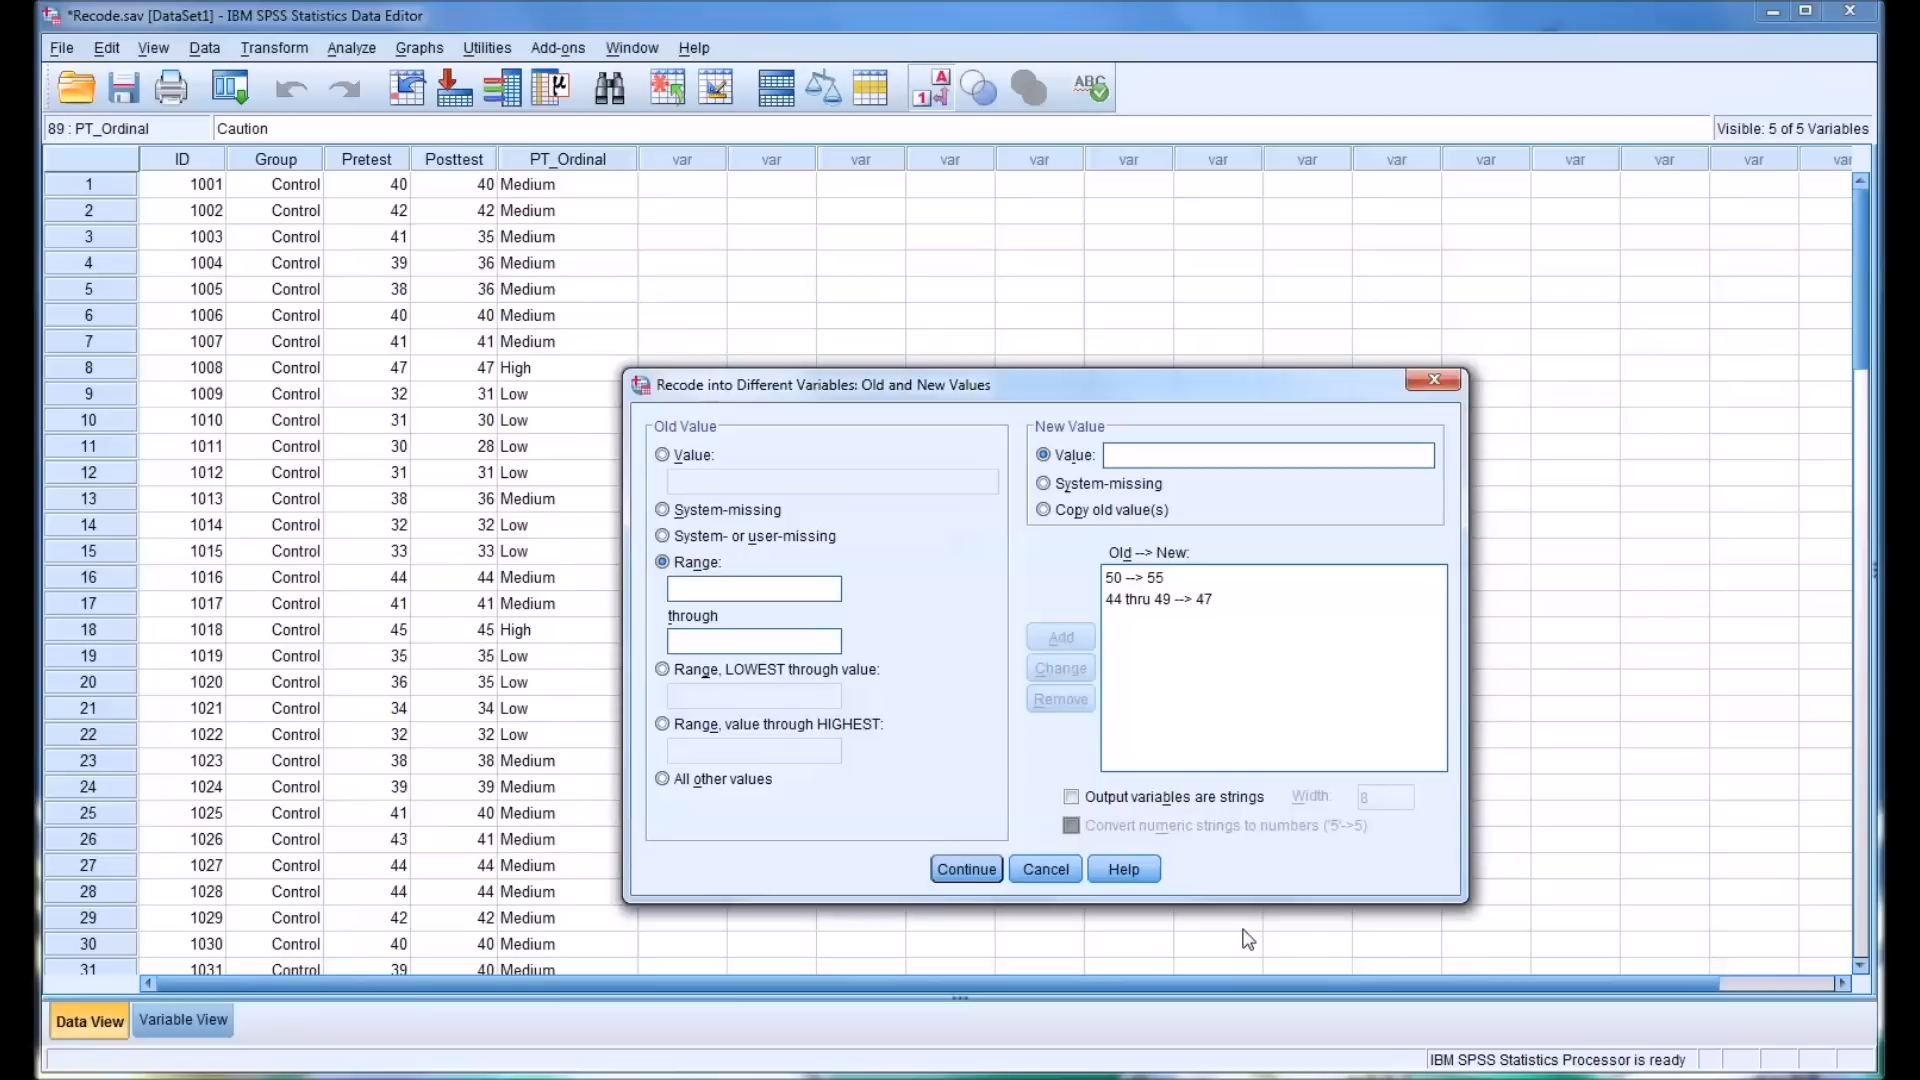 *Recode.sav [DataSet1] - IBM SPSS Statistics Data Editor
File Edit View Data Transform Analyze Graphs Utilities Add-ons Window Help
89 : PT_Ordinal Caution Visible: 5 of 5 Variables
ID Group Pretest Posttest PT_Ordinal var var var var var var var var var var var var var var
1 1001 Control 40 40 Medium
2 1002 Control 42 42 Medium
3 1003 Control 41 35 Medium
4 1004 Control 39 36 Medium
5 1005 Control 38 36 Medium
6 1006 Control 40 40 Medium
7 1007 Control 41 41 Medium
8 1008 Control 47 47 High
9 1009 Control 32 31 Low
10 1010 Control 31 30 Low
11 1011 Control 30 28 Low
12 1012 Control 31 31 Low
13 1013 Control 38 36 Medium
14 1014 Control 32 32 Low
15 1015 Control 33 33 Low
16 1016 Control 44 44 Medium
17 1017 Control 41 41 Medium
18 1018 Control 45 45 High
19 1019 Control 35 35 Low
20 1020 Control 36 35 Low
21 1021 Control 34 34 Low
22 1022 Control 32 32 Low
23 1023 Control 38 38 Medium
24 1024 Control 39 39 Medium
25 1025 Control 41 40 Medium
26 1026 Control 43 41 Medium
27 1027 Control 44 44 Medium
28 1028 Control 44 44 Medium
29 1029 Control 42 42 Medium
30 1030 Control 40 40 Medium
31 1031 Control 39 40 Medium
Recode into Different Variables: Old and New Values
Old Value
Value:
System-missing
System- or user-missing
Range:
through
Range, LOWEST through value:
Range, value through HIGHEST:
All other values
New Value
Value:
System-missing
Copy old value(s)
Old --> New:
50 --> 55
44 thru 49 --> 47
Add
Change
Remove
Output variables are strings Width: 8
Convert numeric strings to numbers ('5'->5)
Continue Cancel Help
Data View Variable View
IBM SPSS Statistics Processor is ready